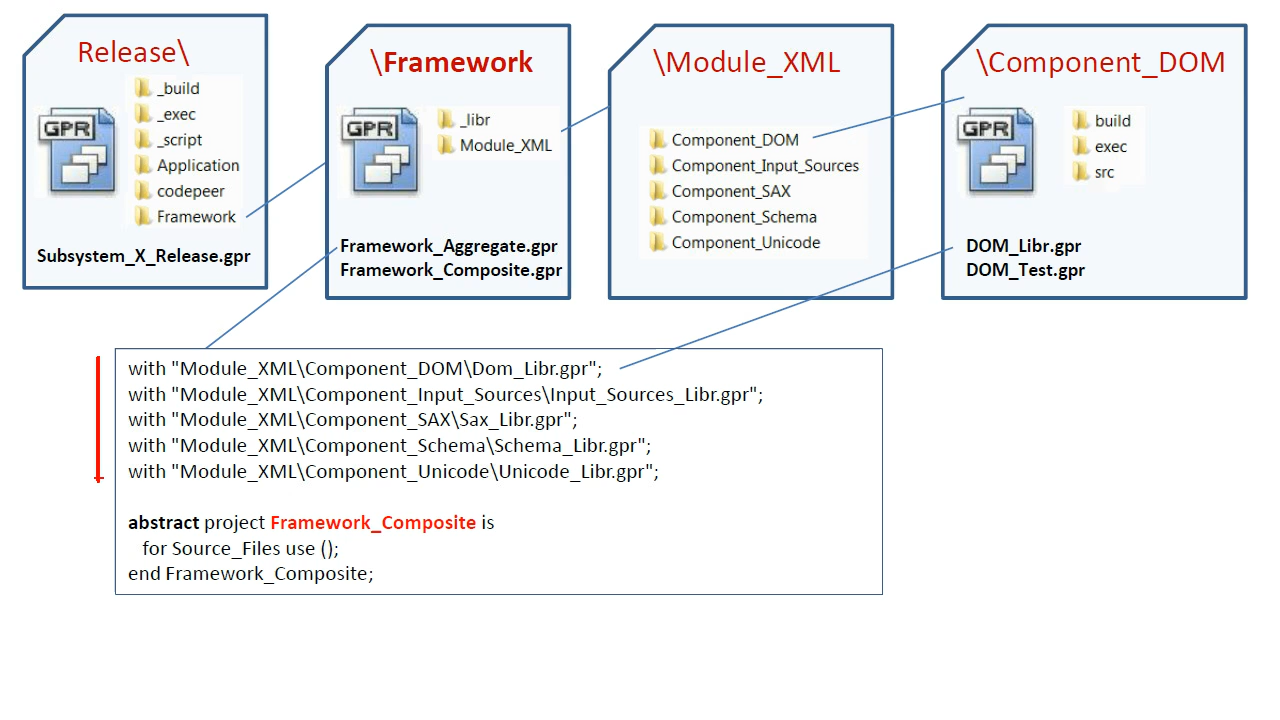 Release\
_build
_exec
_script
Application
codepeer
Framework
GPR
Subsystem_X_Release.gpr
\Framework
_libr
Module_XML
GPR
Framework_Aggregate.gpr
Framework_Composite.gpr
\Module_XML
Component_DOM
Component_Input_Sources
Component_SAX
Component_Schema
Component_Unicode
\Component_DOM
build
exec
src
GPR
DOM_Libr.gpr
DOM_Test.gpr
with "Module_XML\Component_DOM\Dom_Libr.gpr";
with "Module_XML\Component_Input_Sources\Input_Sources_Libr.gpr";
with "Module_XML\Component_SAX\Sax_Libr.gpr";
with "Module_XML\Component_Schema\Schema_Libr.gpr";
with "Module_XML\Component_Unicode\Unicode_Libr.gpr";
abstract project Framework_Composite is
for Source_Files use ();
end Framework_Composite;